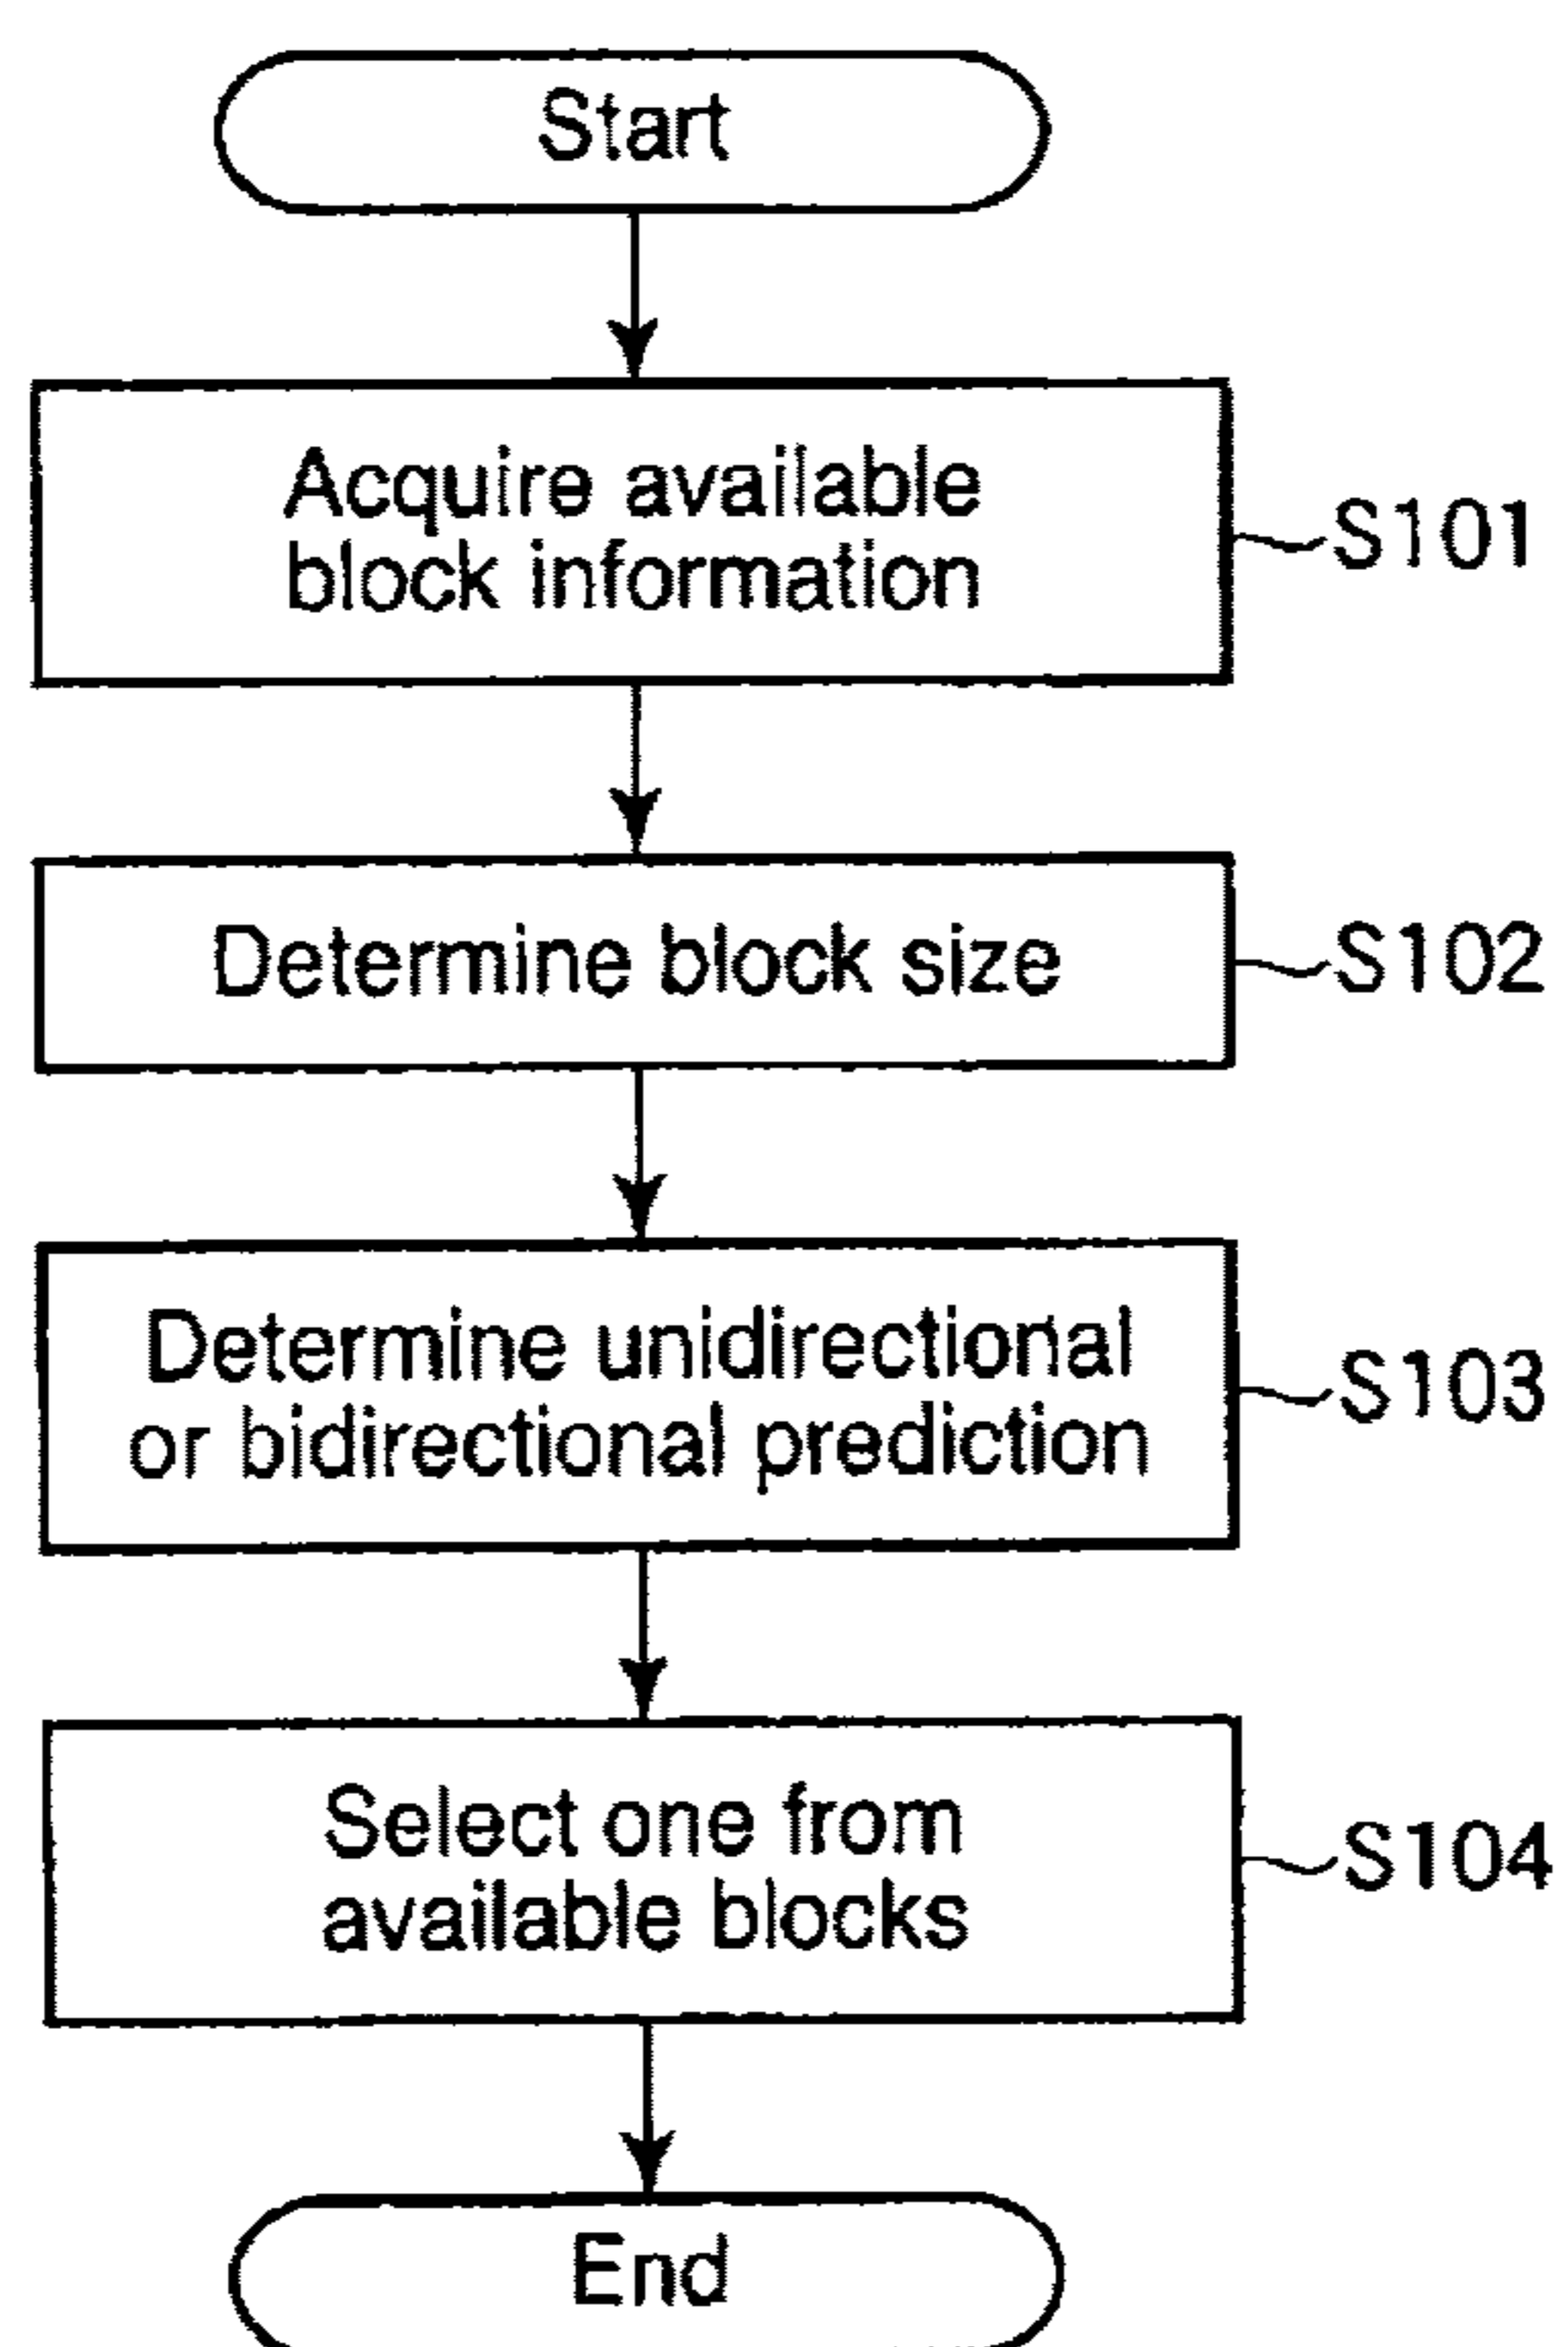 Start
Acquire available
block information
S101
Determine block size
S102
Determine unidirectional
or bidirectional prediction
S103
Select one from
available blocks
S104
End